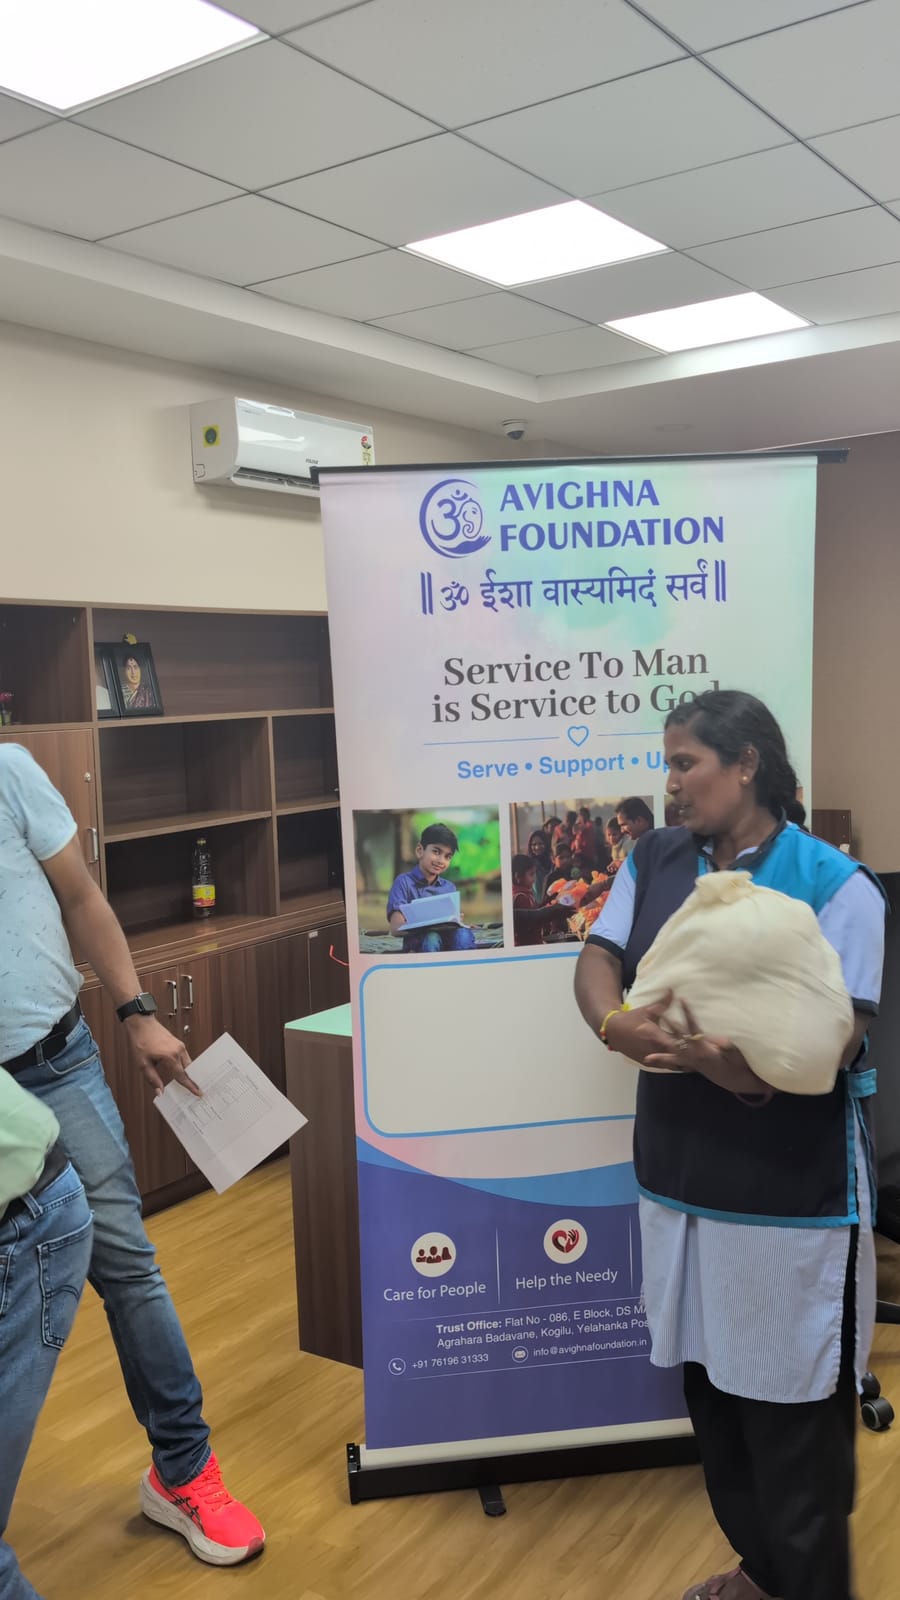 AVIGHNA
FOUNDATION
॥ॐ ईशा वास्यमिदं सर्वं॥
Service To Man
is Service to God
Serve • Support •
Care for People
Help the Needy
Trust Office: Flat No - 086, E Block, DS
Agrahara Badavane, Kogilu, Yelahanka
+91 76196 31333
info@avighnafoundation.in